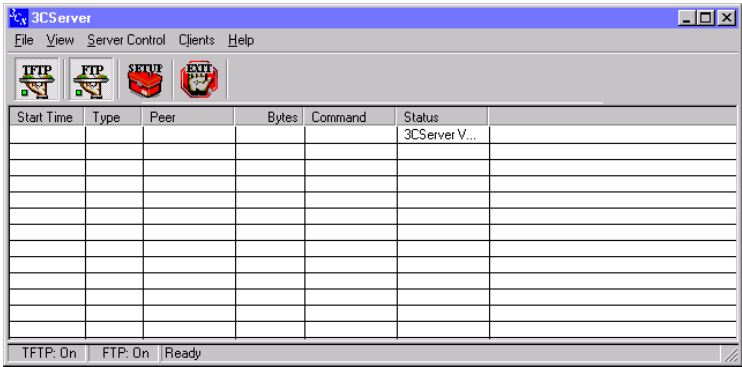 3CServer
File View Server Control Clients Help
TFTP FTP SETUP EXIT
Start Time Type Peer Bytes Command Status
3CServer V...
TFTP: On FTP: On Ready